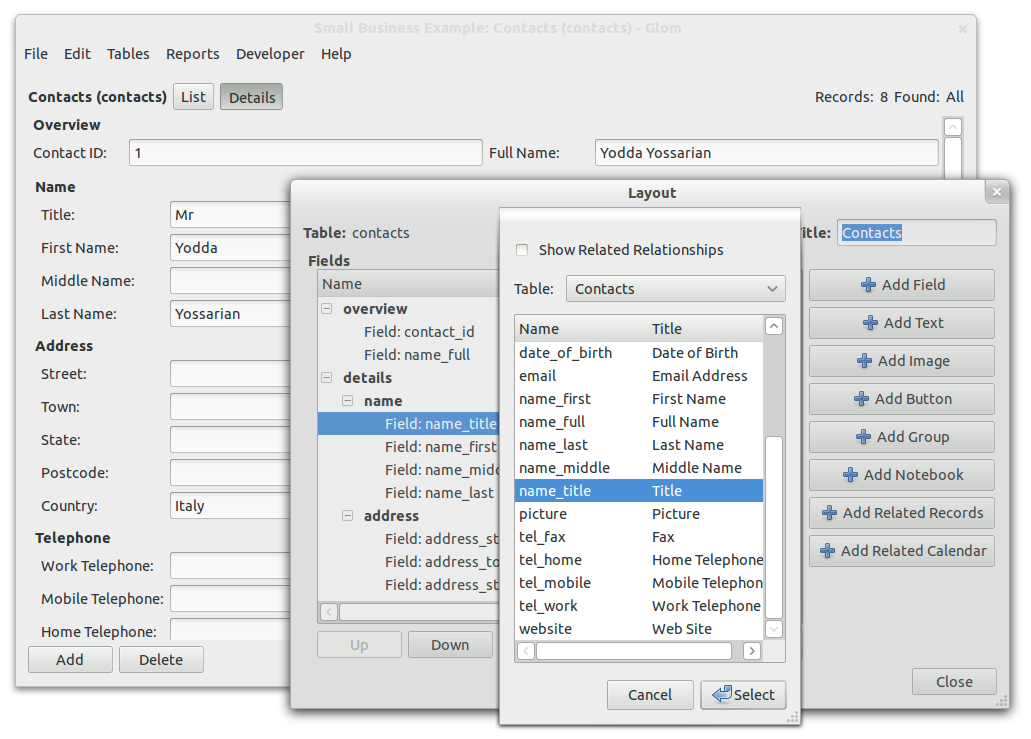 Small Business Example: Contacts (contacts) - Glom
File Edit Tables Reports Developer Help
Contacts (contacts) List Details Records: 8 Found: All
Overview
Contact ID: 1 Full Name: Yodda Yossarian
Name
Title: Mr
First Name: Yodda
Middle Name:
Last Name: Yossarian
Address
Street:
Town:
State:
Postcode:
Country: Italy
Telephone
Work Telephone:
Mobile Telephone:
Home Telephone:
Add Delete
Layout
Table: contacts
itle: Contacts
Fields
Name
overview
Field: contact_id
Field: name_full
details
name
Field: name_title
Field: name_first
Field: name_mid
Field: name_last
address
Field: address_st
Field: address_to
Field: address_st
Up Down
Add Field
Add Text
Add Image
Add Button
Add Group
Add Notebook
Add Related Records
Add Related Calendar
Close
Show Related Relationships
Table: Contacts
Name Title
date_of_birth Date of Birth
email Email Address
name_first First Name
name_full Full Name
name_last Last Name
name_middle Middle Name
name_title Title
picture Picture
tel_fax Fax
tel_home Home Telephone
tel_mobile Mobile Telephon
tel_work Work Telephone
website Web Site
Cancel Select